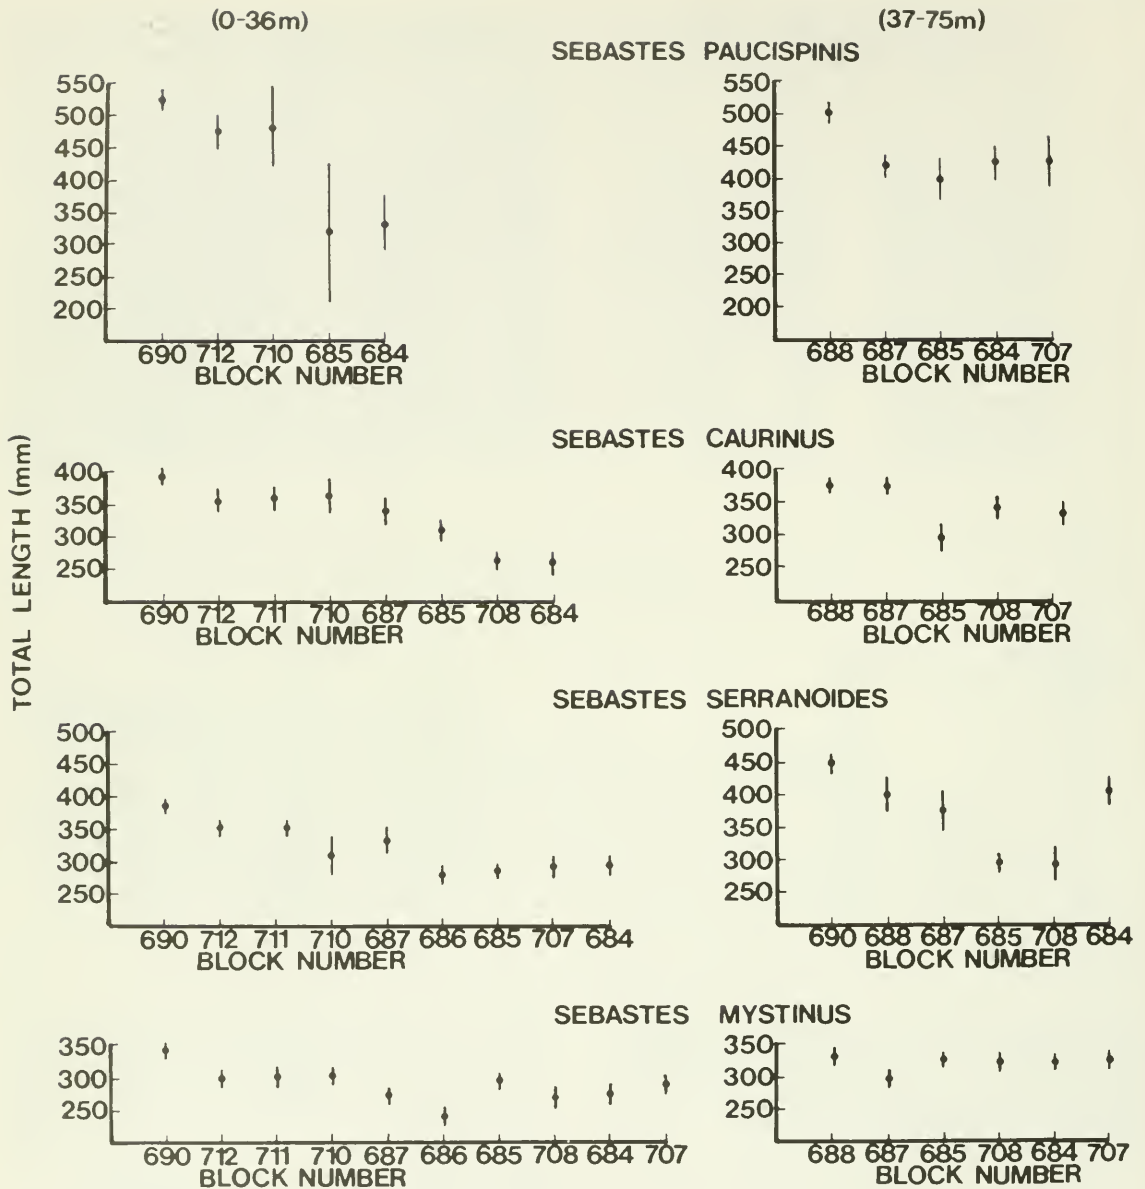 (0-36m) (37-75m)
SEBASTES PAUCISPINIS
550
500
450
400
350
300
250
200
690 712 710 685 684
BLOCK NUMBER
550
500
450
400
350
300
250
200
688 687 685 684 707
BLOCK NUMBER
TOTAL LENGTH (mm)
SEBASTES CAURINUS
400
350
300
250
690 712 711 710 687 685 708 684
BLOCK NUMBER
400
350
300
250
688 687 685 708 707
BLOCK NUMBER
SEBASTES SERRANOIDES
500
450
400
350
300
250
690 712 711 710 687 686 685 707 684
BLOCK NUMBER
500
450
400
350
300
250
690 688 687 685 708 684
BLOCK NUMBER
SEBASTES MYSTINUS
350
300
250
690 712 711 710 687 686 685 708 684 707
BLOCK NUMBER
350
300
250
688 687 685 708 684 707
BLOCK NUMBER